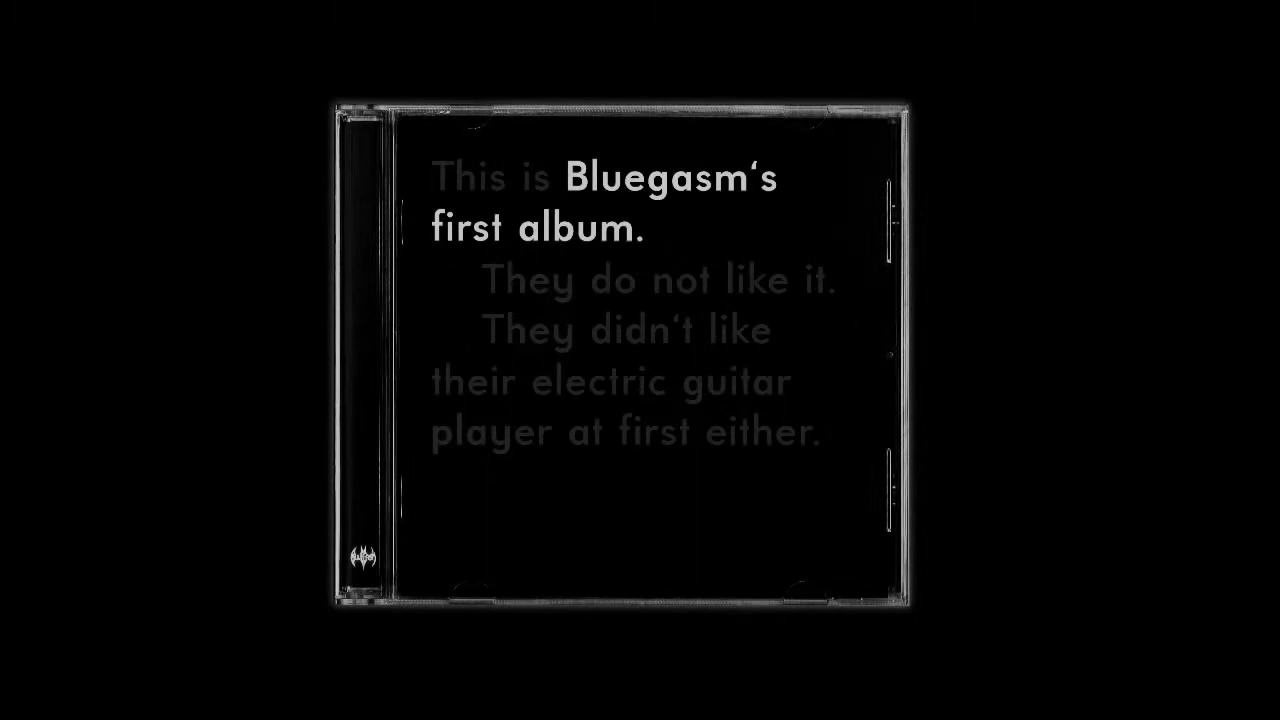 This is Bluegasm‘s
first album.
They do not like it.
They didn‘t like
their electric guitar
player at first either.